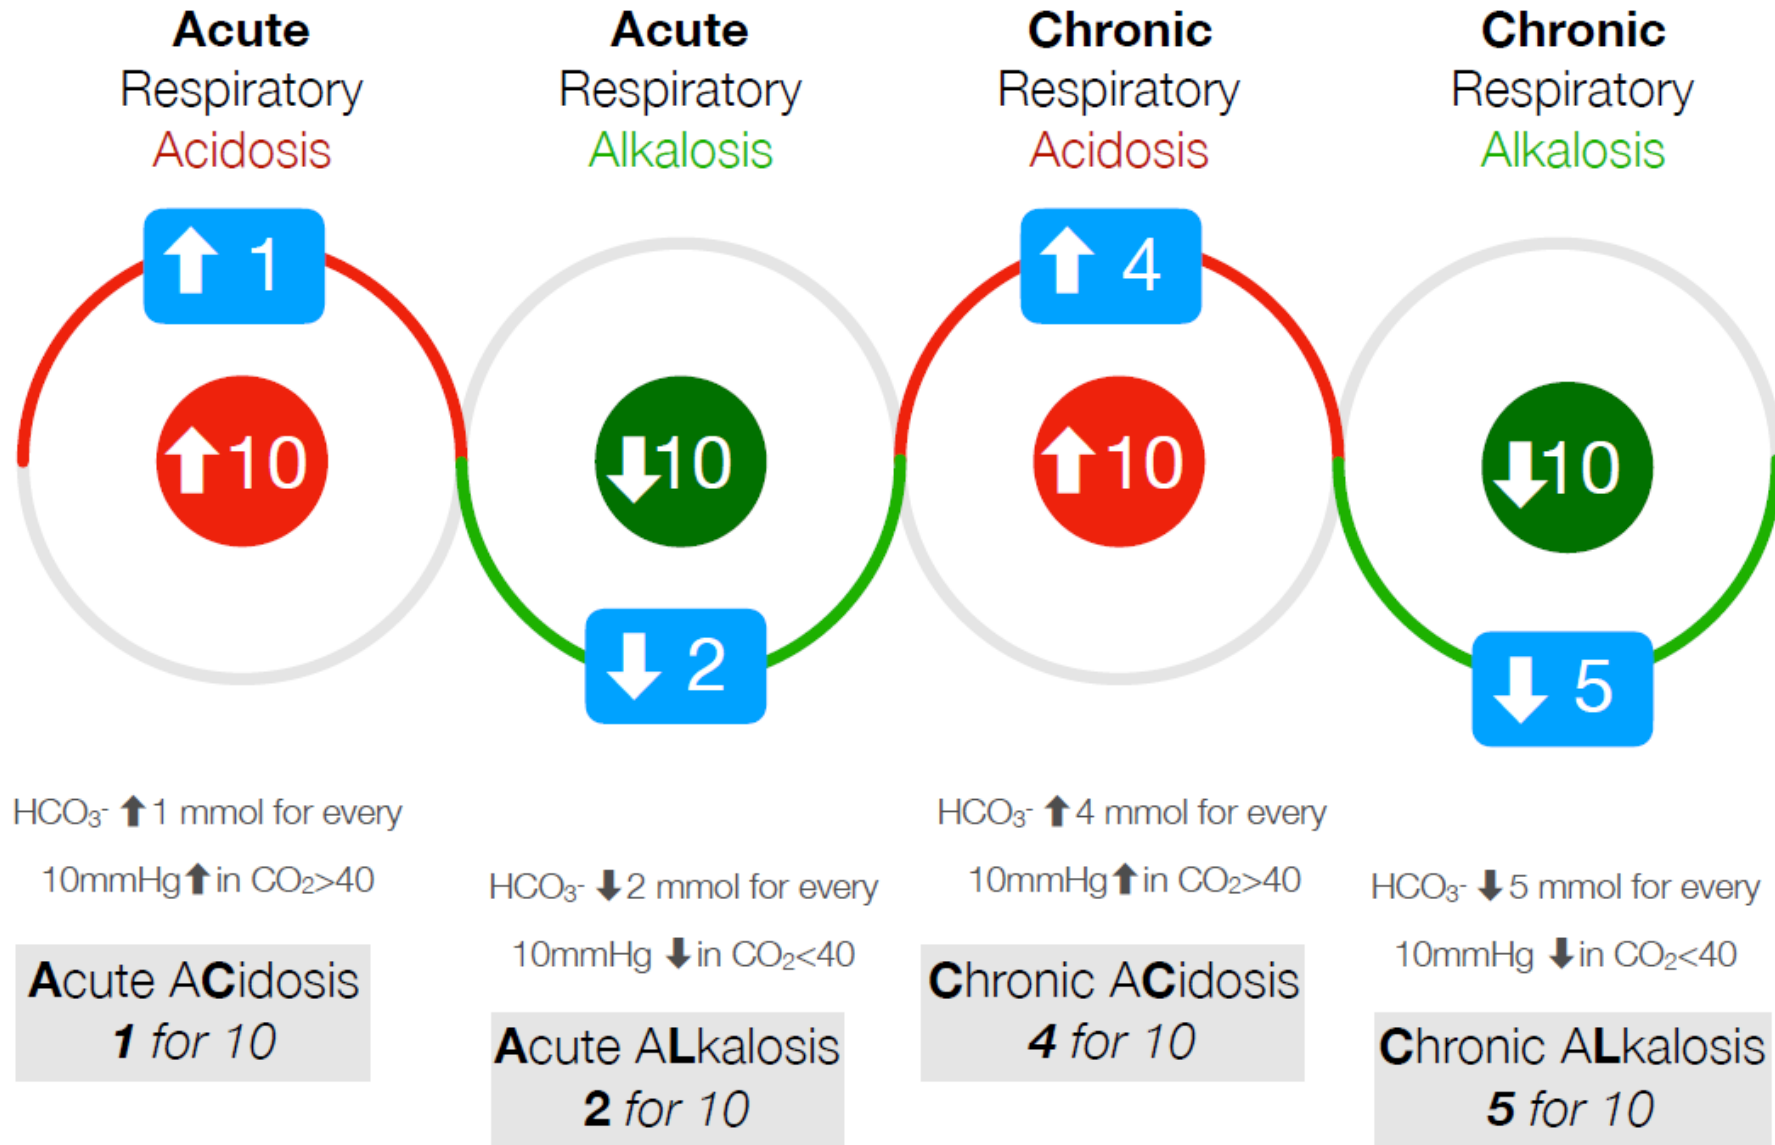 Acute
Respiratory
Acidosis
⬆ 1
⬆10
HCO₃- ⬆ 1 mmol for every
10mmHg⬆ in CO₂>40
Acute ACidosis
1 for 10
Acute
Respiratory
Alkalosis
⬇10
⬇ 2
HCO₃- ⬇ 2 mmol for every
10mmHg ⬇ in CO₂<40
Acute ALkalosis
2 for 10
Chronic
Respiratory
Acidosis
⬆ 4
⬆10
HCO₃- ⬆ 4 mmol for every
10mmHg⬆ in CO₂>40
Chronic ACidosis
4 for 10
Chronic
Respiratory
Alkalosis
⬇10
⬇ 5
HCO₃- ⬇ 5 mmol for every
10mmHg ⬇ in CO₂<40
Chronic ALkalosis
5 for 10